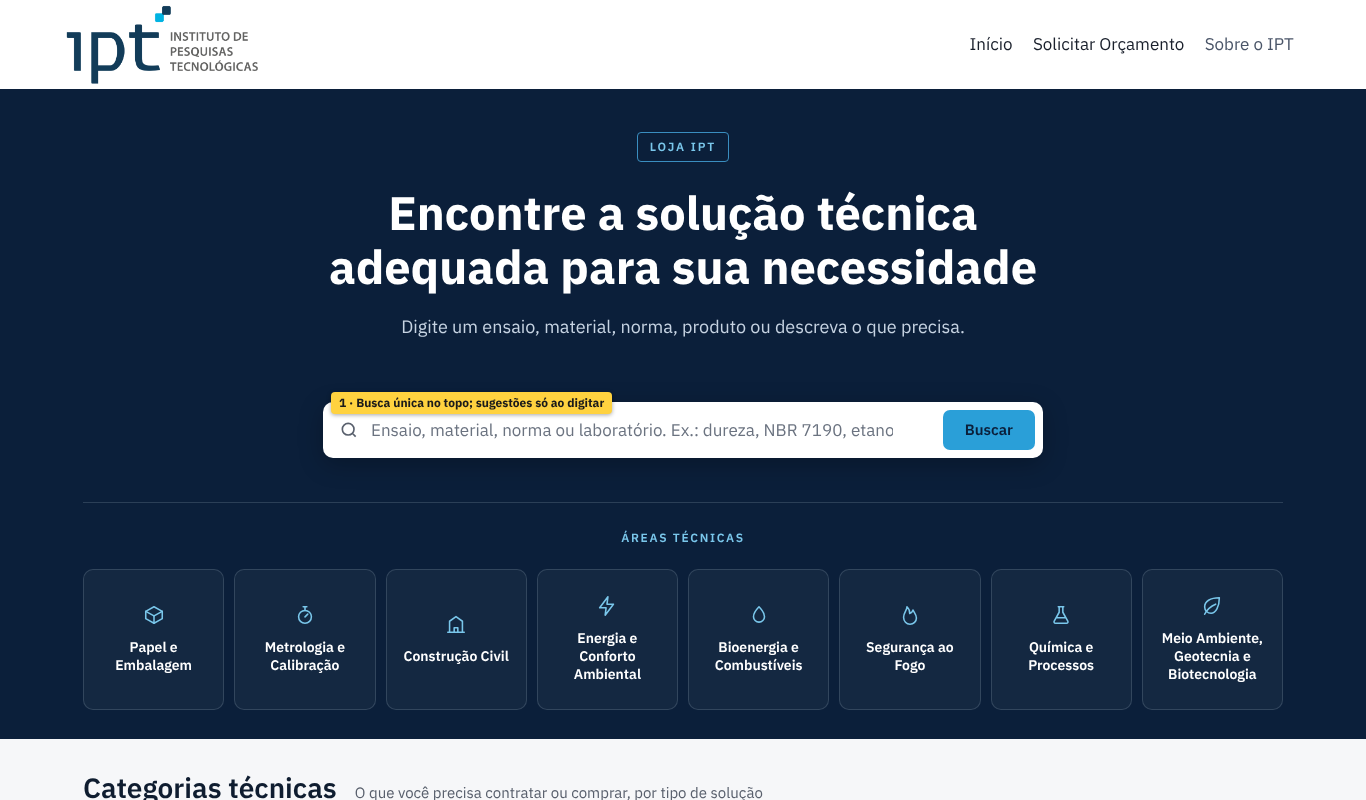 ipt
INSTITUTO DE
PESQUISAS
TECNOLÓGICAS
Início Solicitar Orçamento Sobre o IPT
LOJA IPT
Encontre a solução técnica
adequada para sua necessidade
Digite um ensaio, material, norma, produto ou descreva o que precisa.
1 · Busca única no topo; sugestões só ao digitar
Ensaio, material, norma ou laboratório. Ex.: dureza, NBR 7190, etano
Buscar
ÁREAS TÉCNICAS
Papel e
Embalagem
Metrologia e
Calibração
Construção Civil
Energia e
Conforto
Ambiental
Bioenergia e
Combustíveis
Segurança ao
Fogo
Química e
Processos
Meio Ambiente,
Geotecnia e
Biotecnologia
Categorias técnicas O que você precisa contratar ou comprar, por tipo de solução